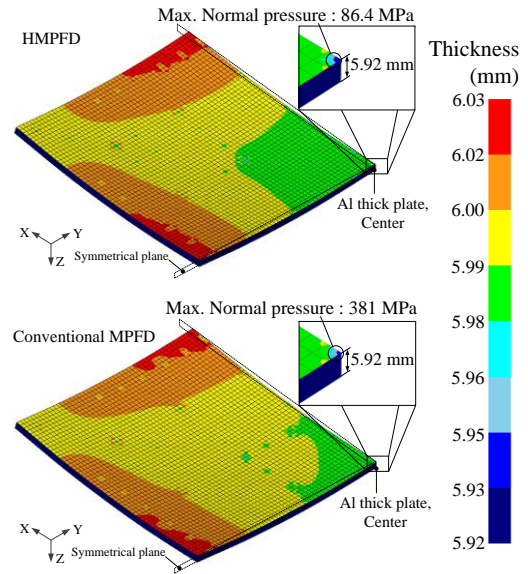 Max. Normal pressure : 86.4 MPa
HMPFD
5.92 mm
Thickness
(mm)
6.03
6.02
6.00
5.99
5.98
5.96
5.95
5.93
5.92
Al thick plate,
Center
X
Y
Z
Symmetrical plane
Max. Normal pressure : 381 MPa
Conventional MPFD
5.92 mm
Al thick plate,
Center
X
Y
Z
Symmetrical plane